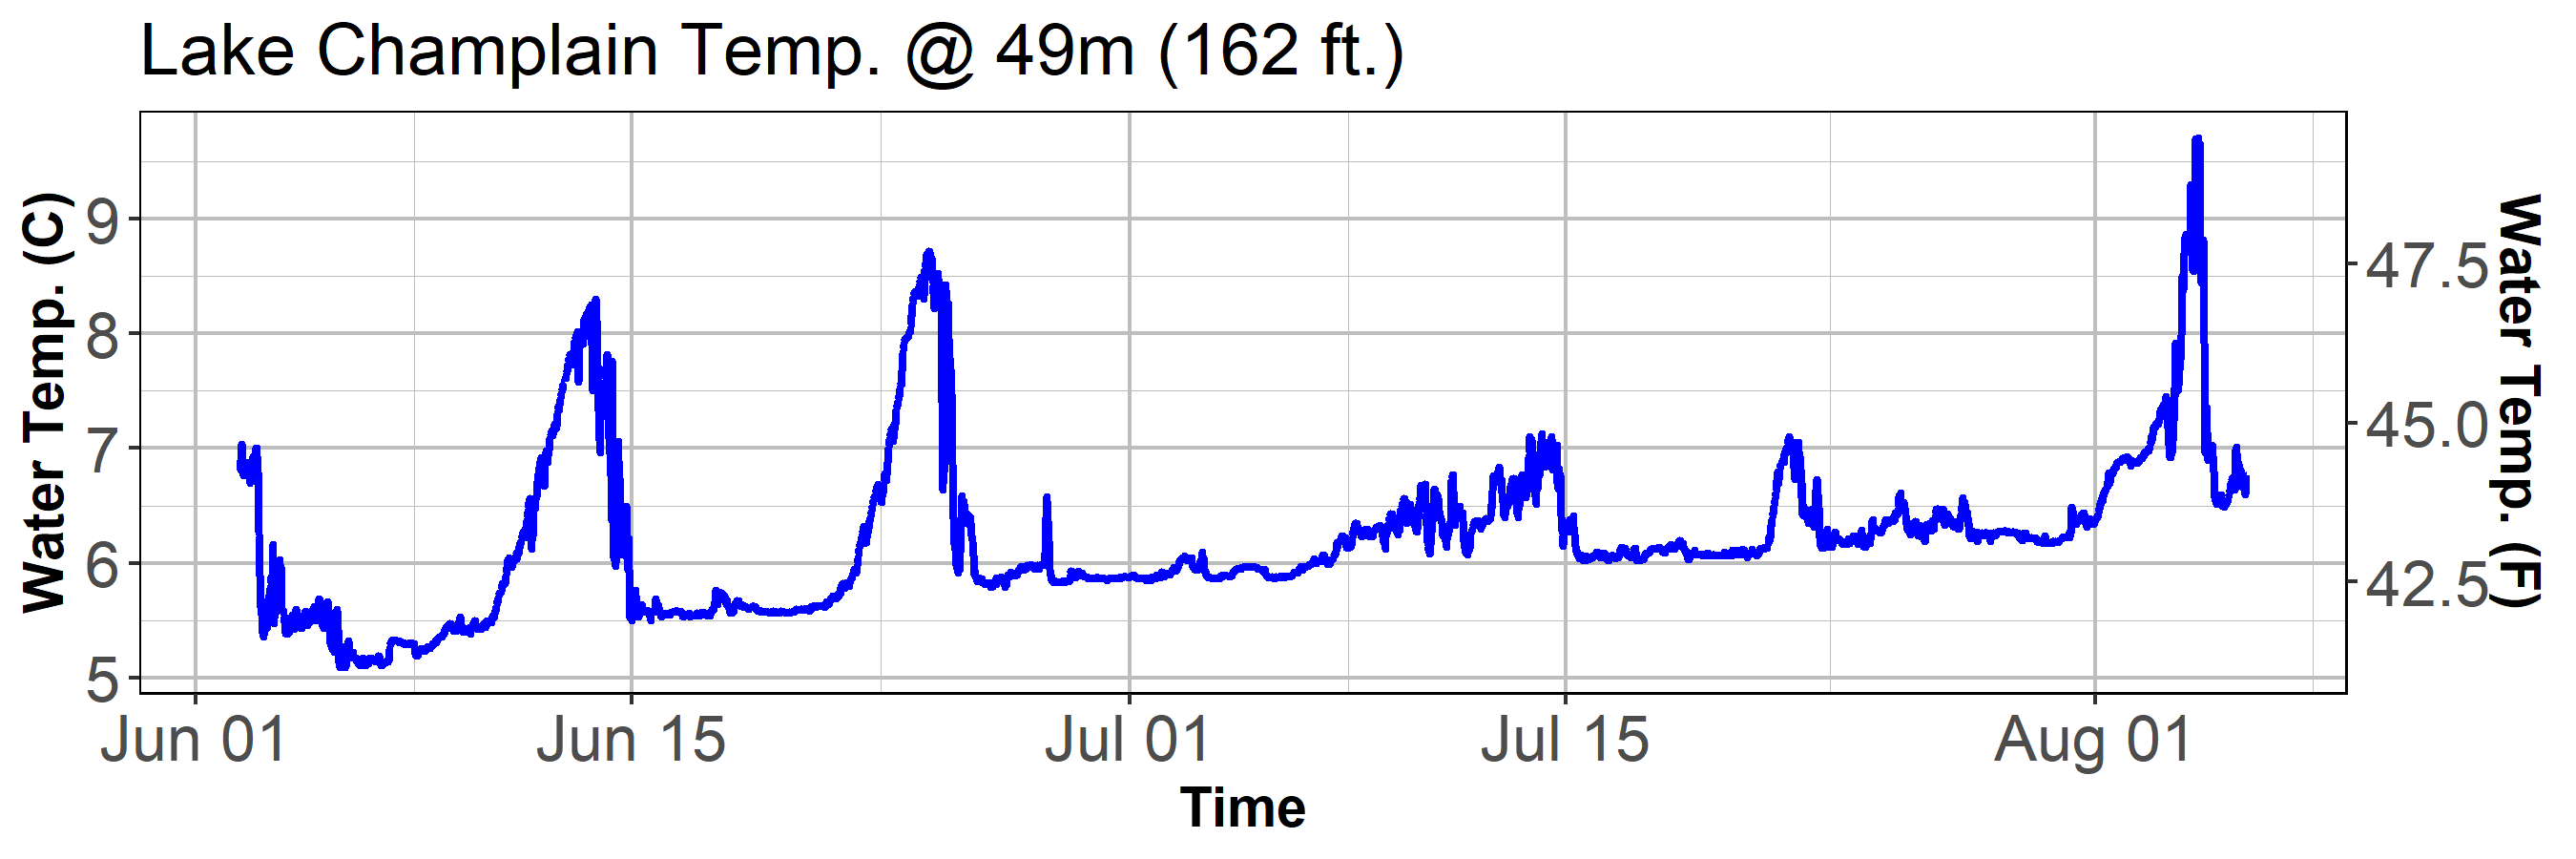 Lake Champlain Temp. @ 49m (162 ft.)
Water Temp. (C)
9
8
7
6
5
47.5
45.0
42.5
Water Temp. (F)
Jun 01
Jun 15
Jul 01
Jul 15
Aug 01
Time